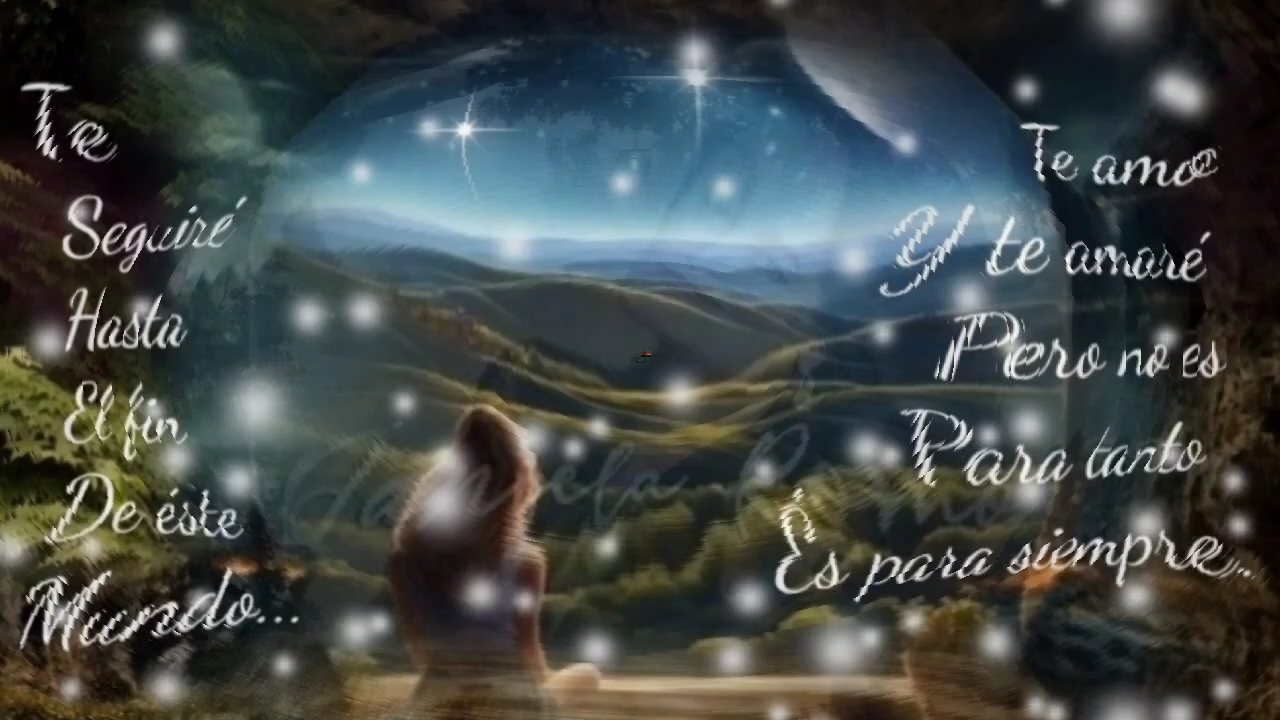 Te
Seguiré
Hasta
El fin
De éste
Mundo...
Te amo
Y te amaré
Pero no es
Para tanto
És para siempre..